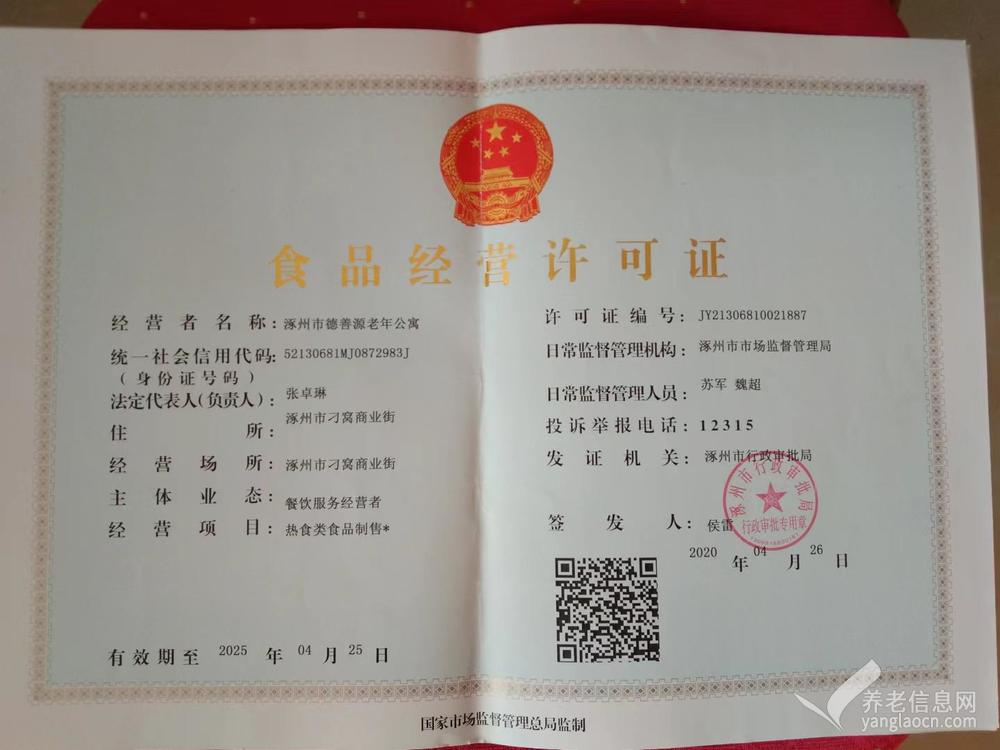 食品经营许可证
经营者名称：涿州市德善源老年公寓
统一社会信用代码：52130681MJ0872983J
（身份证号码）
法定代表人（负责人）：张卓琳
住所：涿州市刁窝商业街
经营场所：涿州市刁窝商业街
主体业态：餐饮服务经营者
经营项目：热食类食品制售*
有效期至 2025 年 04 月 25 日
许可证编号：JY21306810021887
日常监督管理机构：涿州市市场监督管理局
日常监督管理人员：苏军 魏超
投诉举报电话：12315
发证机关：涿州市行政审批局
签发人：侯雷
涿州市行政审批局
行政审批专用章
2020 年 04 月 26 日
国家市场监督管理总局监制
养老信息网
yanglaocn.com